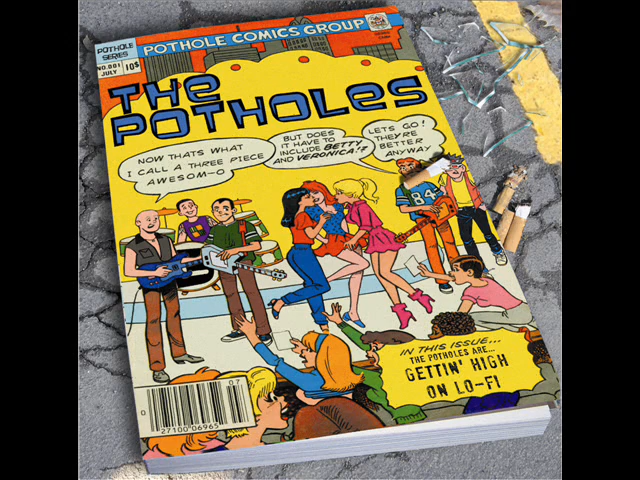 POTHOLE COMICS GROUP
POTHOLE
SERIES
NO.001
JULY
10$
THE
POTHOLES
NOW THATS WHAT
I CALL A THREE PIECE
AWESOM-O
BUT DOES
IT HAVE TO
INCLUDE BETTY
AND VERONICA!?
LETS GO!
THEYRE
BETTER
ANYWAY
84
IN THIS ISSUE...
THE POTHOLES ARE...
GETTIN' HIGH
ON LO-FI
07
0
27100 06965